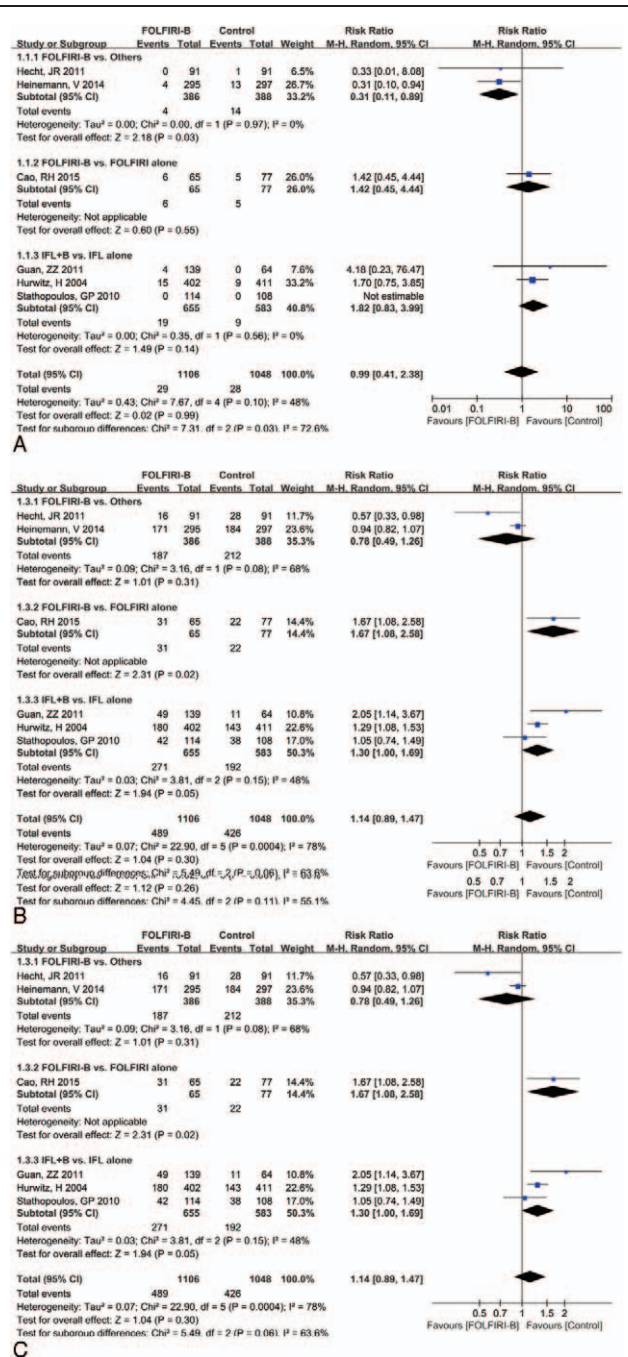 FOLFIRI-B Control Risk Ratio Risk Ratio
Study or Subgroup Events Total Events Total Weight M-H, Random, 95% CI M-H, Random, 95% CI
1.1.1 FOLFIRI-B vs. Others
Hecht, JR 2011 0 91 1 91 6.5% 0.33 [0.01, 8.08]
Heinemann, V 2014 4 295 13 297 26.7% 0.31 [0.10, 0.94]
Subtotal (95% CI) 386 388 33.2% 0.31 [0.11, 0.89]
Total events 4 14
Heterogeneity: Tau² = 0.00; Chi² = 0.00, df = 1 (P = 0.97); I² = 0%
Test for overall effect: Z = 2.18 (P = 0.03)
1.1.2 FOLFIRI-B vs. FOLFIRI alone
Cao, RH 2015 6 65 5 77 26.0% 1.42 [0.45, 4.44]
Subtotal (95% CI) 65 77 26.0% 1.42 [0.45, 4.44]
Total events 6 5
Heterogeneity: Not applicable
Test for overall effect: Z = 0.60 (P = 0.55)
1.1.3 IFL+B vs. IFL alone
Guan, ZZ 2011 4 139 0 64 7.6% 4.18 [0.23, 76.47]
Hurwitz, H 2004 15 402 9 411 33.2% 1.70 [0.75, 3.85]
Stathopoulos, GP 2010 0 114 0 108 Not estimable
Subtotal (95% CI) 655 583 40.8% 1.82 [0.83, 3.99]
Total events 19 9
Heterogeneity: Tau² = 0.00; Chi² = 0.35, df = 1 (P = 0.56); I² = 0%
Test for overall effect: Z = 1.49 (P = 0.14)
Total (95% CI) 1106 1048 100.0% 0.99 [0.41, 2.38]
Total events 29 28
Heterogeneity: Tau² = 0.43; Chi² = 7.67, df = 4 (P = 0.10); I² = 48%
Test for overall effect: Z = 0.02 (P = 0.99)
Test for subgroup differences: Chi² = 7.31, df = 2 (P = 0.03), I² = 72.6%
0.01 0.1 1 10 100
Favours [FOLFIRI-B] Favours [Control]
A
FOLFIRI-B Control Risk Ratio Risk Ratio
Study or Subgroup Events Total Events Total Weight M-H, Random, 95% CI M-H, Random, 95% CI
1.3.1 FOLFIRI-B vs. Others
Hecht, JR 2011 16 91 28 91 11.7% 0.57 [0.33, 0.98]
Heinemann, V 2014 171 295 184 297 23.6% 0.94 [0.82, 1.07]
Subtotal (95% CI) 386 388 35.3% 0.78 [0.49, 1.26]
Total events 187 212
Heterogeneity: Tau² = 0.09; Chi² = 3.16, df = 1 (P = 0.08); I² = 68%
Test for overall effect: Z = 1.01 (P = 0.31)
1.3.2 FOLFIRI-B vs. FOLFIRI alone
Cao, RH 2015 31 65 22 77 14.4% 1.67 [1.08, 2.58]
Subtotal (95% CI) 65 77 14.4% 1.67 [1.08, 2.58]
Total events 31 22
Heterogeneity: Not applicable
Test for overall effect: Z = 2.31 (P = 0.02)
1.3.3 IFL+B vs. IFL alone
Guan, ZZ 2011 49 139 11 64 10.8% 2.05 [1.14, 3.67]
Hurwitz, H 2004 180 402 143 411 22.6% 1.29 [1.08, 1.53]
Stathopoulos, GP 2010 42 114 38 108 17.0% 1.05 [0.74, 1.49]
Subtotal (95% CI) 655 583 50.3% 1.30 [1.00, 1.69]
Total events 271 192
Heterogeneity: Tau² = 0.03; Chi² = 3.81, df = 2 (P = 0.15); I² = 48%
Test for overall effect: Z = 1.94 (P = 0.05)
Total (95% CI) 1106 1048 100.0% 1.14 [0.89, 1.47]
Total events 489 426
Heterogeneity: Tau² = 0.07; Chi² = 22.90, df = 5 (P = 0.0004); I² = 78%
Test for overall effect: Z = 1.04 (P = 0.30)
0.5 0.7 1 1.5 2
Test for subgroup differences: Chi² = 5.49, df = 2 (P = 0.06), I² = 63.6%
Favours [FOLFIRI-B] Favours [Control]
Test for overall effect: Z = 1.12 (P = 0.26)
0.5 0.7 1 1.5 2
Test for subgroup differences: Chi² = 4.45, df = 2 (P = 0.11), I² = 55.1%
Favours [FOLFIRI-B] Favours [Control]
B
FOLFIRI-B Control Risk Ratio Risk Ratio
Study or Subgroup Events Total Events Total Weight M-H, Random, 95% CI M-H, Random, 95% CI
1.3.1 FOLFIRI-B vs. Others
Hecht, JR 2011 16 91 28 91 11.7% 0.57 [0.33, 0.98]
Heinemann, V 2014 171 295 184 297 23.6% 0.94 [0.82, 1.07]
Subtotal (95% CI) 386 388 35.3% 0.78 [0.49, 1.26]
Total events 187 212
Heterogeneity: Tau² = 0.09; Chi² = 3.16, df = 1 (P = 0.08); I² = 68%
Test for overall effect: Z = 1.01 (P = 0.31)
1.3.2 FOLFIRI-B vs. FOLFIRI alone
Cao, RH 2015 31 65 22 77 14.4% 1.67 [1.08, 2.58]
Subtotal (95% CI) 65 77 14.4% 1.67 [1.08, 2.58]
Total events 31 22
Heterogeneity: Not applicable
Test for overall effect: Z = 2.31 (P = 0.02)
1.3.3 IFL+B vs. IFL alone
Guan, ZZ 2011 49 139 11 64 10.8% 2.05 [1.14, 3.67]
Hurwitz, H 2004 180 402 143 411 22.6% 1.29 [1.08, 1.53]
Stathopoulos, GP 2010 42 114 38 108 17.0% 1.05 [0.74, 1.49]
Subtotal (95% CI) 655 583 50.3% 1.30 [1.00, 1.69]
Total events 271 192
Heterogeneity: Tau² = 0.03; Chi² = 3.81, df = 2 (P = 0.15); I² = 48%
Test for overall effect: Z = 1.94 (P = 0.05)
Total (95% CI) 1106 1048 100.0% 1.14 [0.89, 1.47]
Total events 489 426
Heterogeneity: Tau² = 0.07; Chi² = 22.90, df = 5 (P = 0.0004); I² = 78%
Test for overall effect: Z = 1.04 (P = 0.30)
Test for subgroup differences: Chi² = 5.49, df = 2 (P = 0.06), I² = 63.6%
0.5 0.7 1 1.5 2
Favours [FOLFIRI-B] Favours [Control]
C